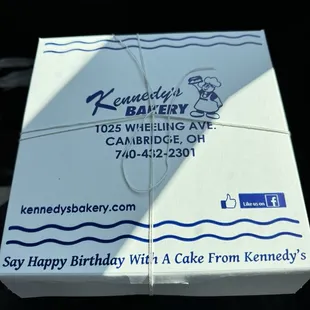 Kennedy's
BAKERY
1025 WHEELING AVE.
CAMBRIDGE, OH
740-432-2301
kennedysbakery.com
Like us on f
Say Happy Birthday With A Cake From Kennedy's